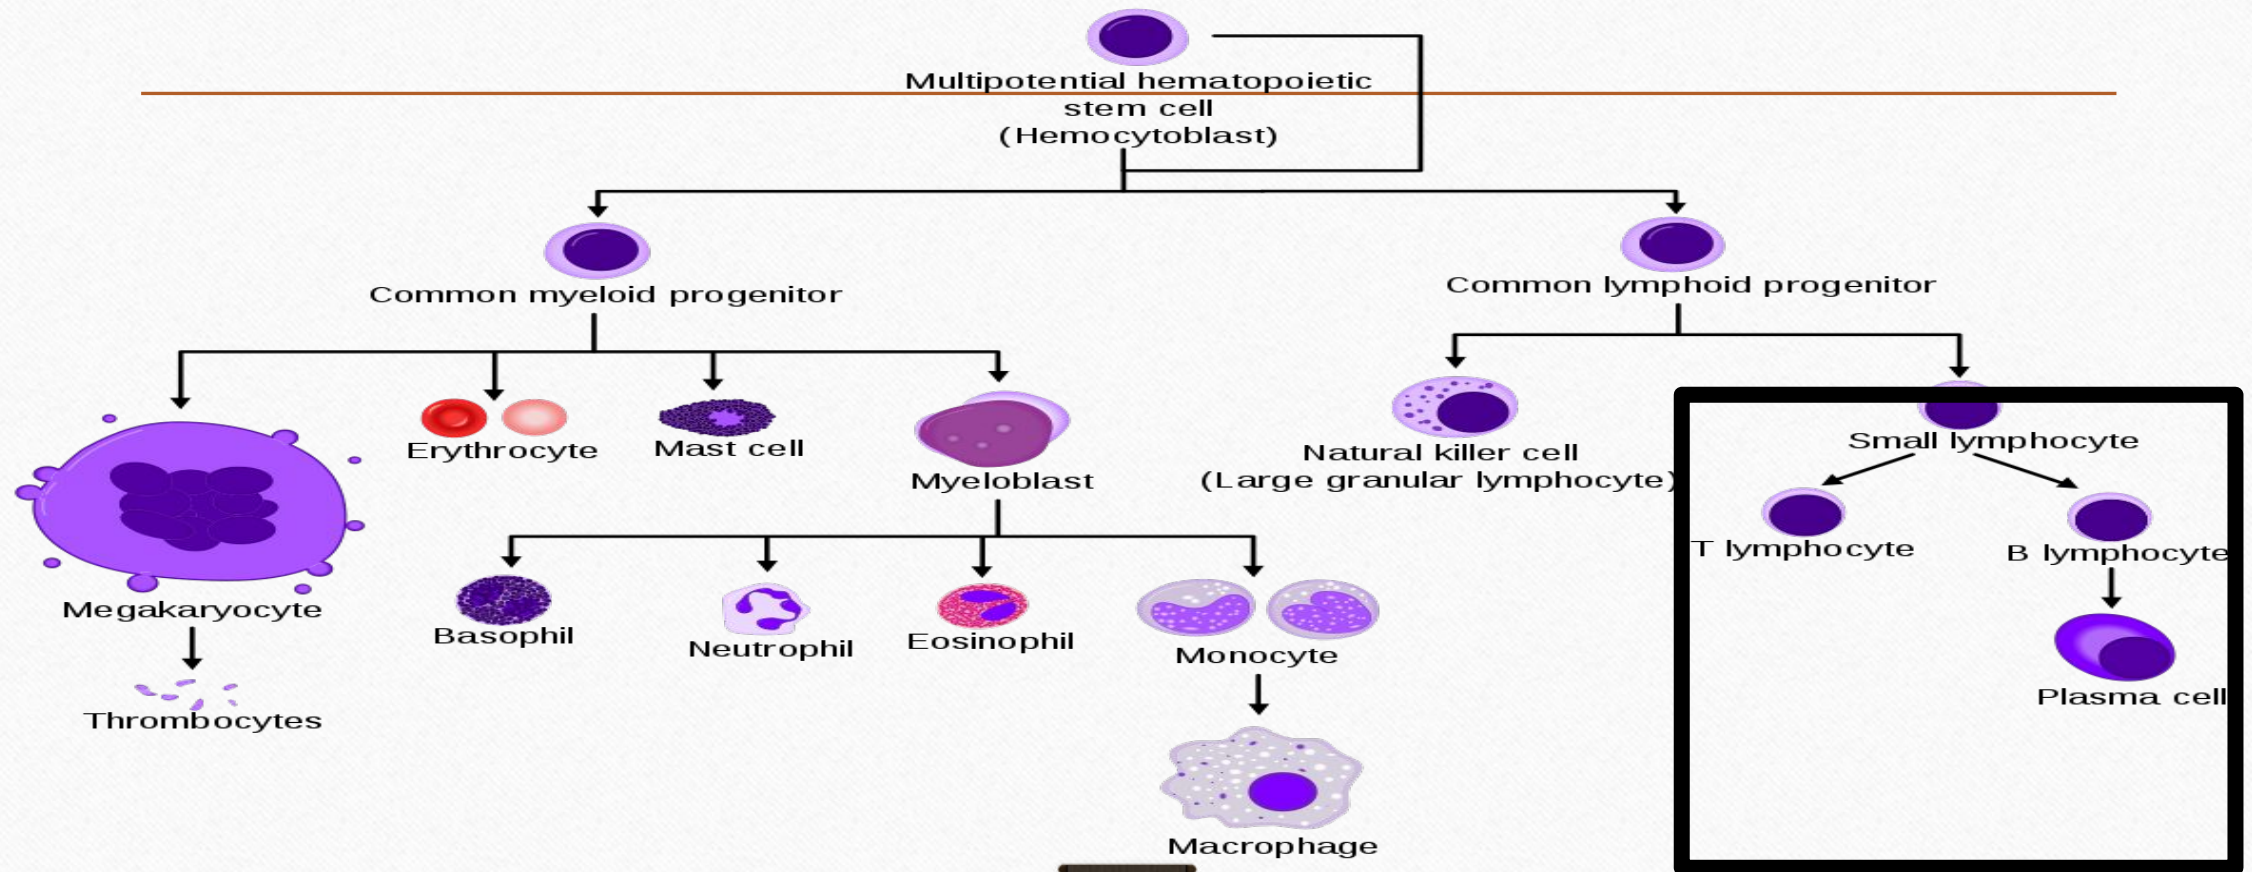 Multipotential hematopoietic
stem cell
(Hemocytoblast)
Common myeloid progenitor
Common lymphoid progenitor
Erythrocyte
Mast cell
Myeloblast
Natural killer cell
(Large granular lymphocyte)
Small lymphocyte
T lymphocyte
B lymphocyte
Megakaryocyte
Basophil
Neutrophil
Eosinophil
Monocyte
Plasma cell
Thrombocytes
Macrophage